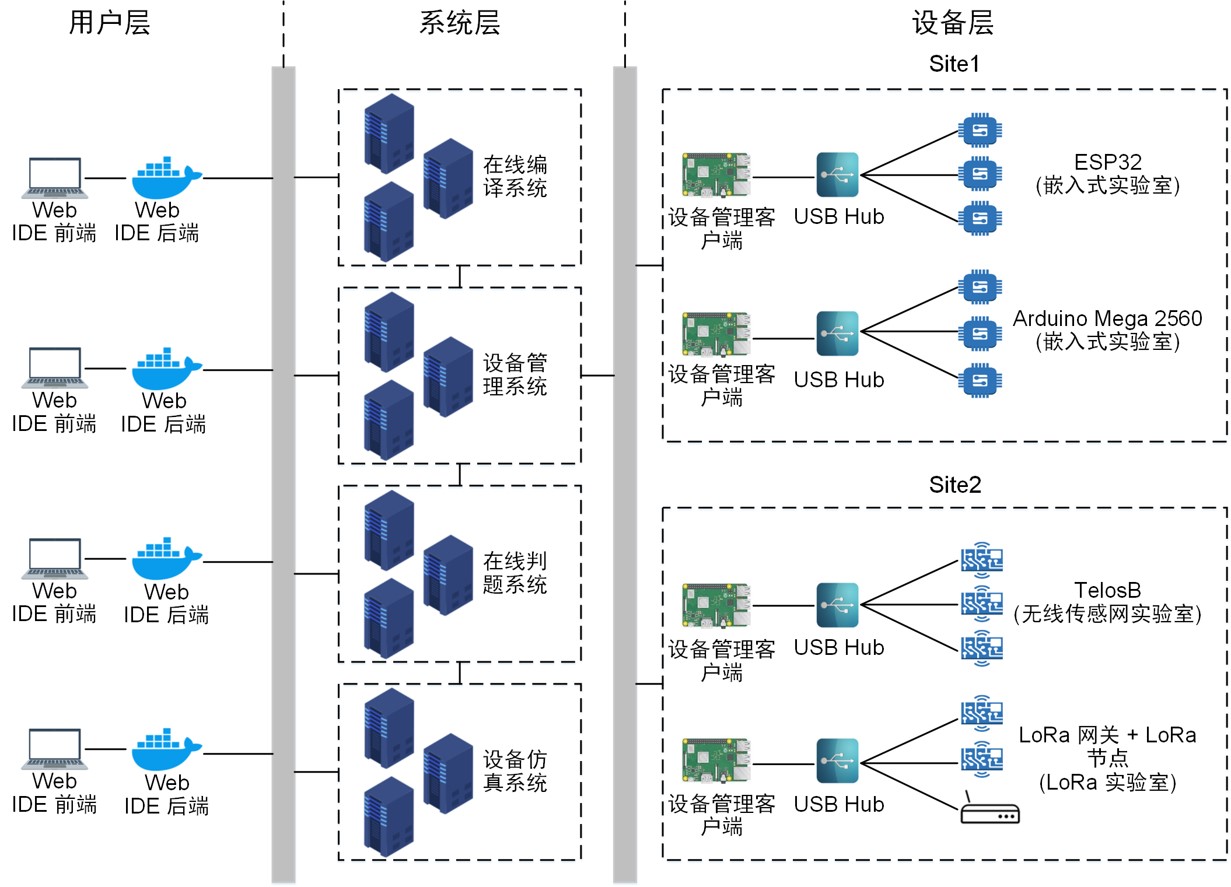 用户层
系统层
设备层
Site1
Web
IDE 前端
Web
IDE 后端
在线编
译系统
设备管理客
户端
USB Hub
ESP32
(嵌入式实验室)
设备管理客
户端
USB Hub
Arduino Mega 2560
(嵌入式实验室)
Web
IDE 前端
Web
IDE 后端
设备管
理系统
Site2
Web
IDE 前端
Web
IDE 后端
在线判
题系统
设备管理客
户端
USB Hub
TelosB
(无线传感网实验室)
Web
IDE 前端
Web
IDE 后端
设备仿
真系统
设备管理客
户端
USB Hub
LoRa 网关 + LoRa
节点
(LoRa 实验室)